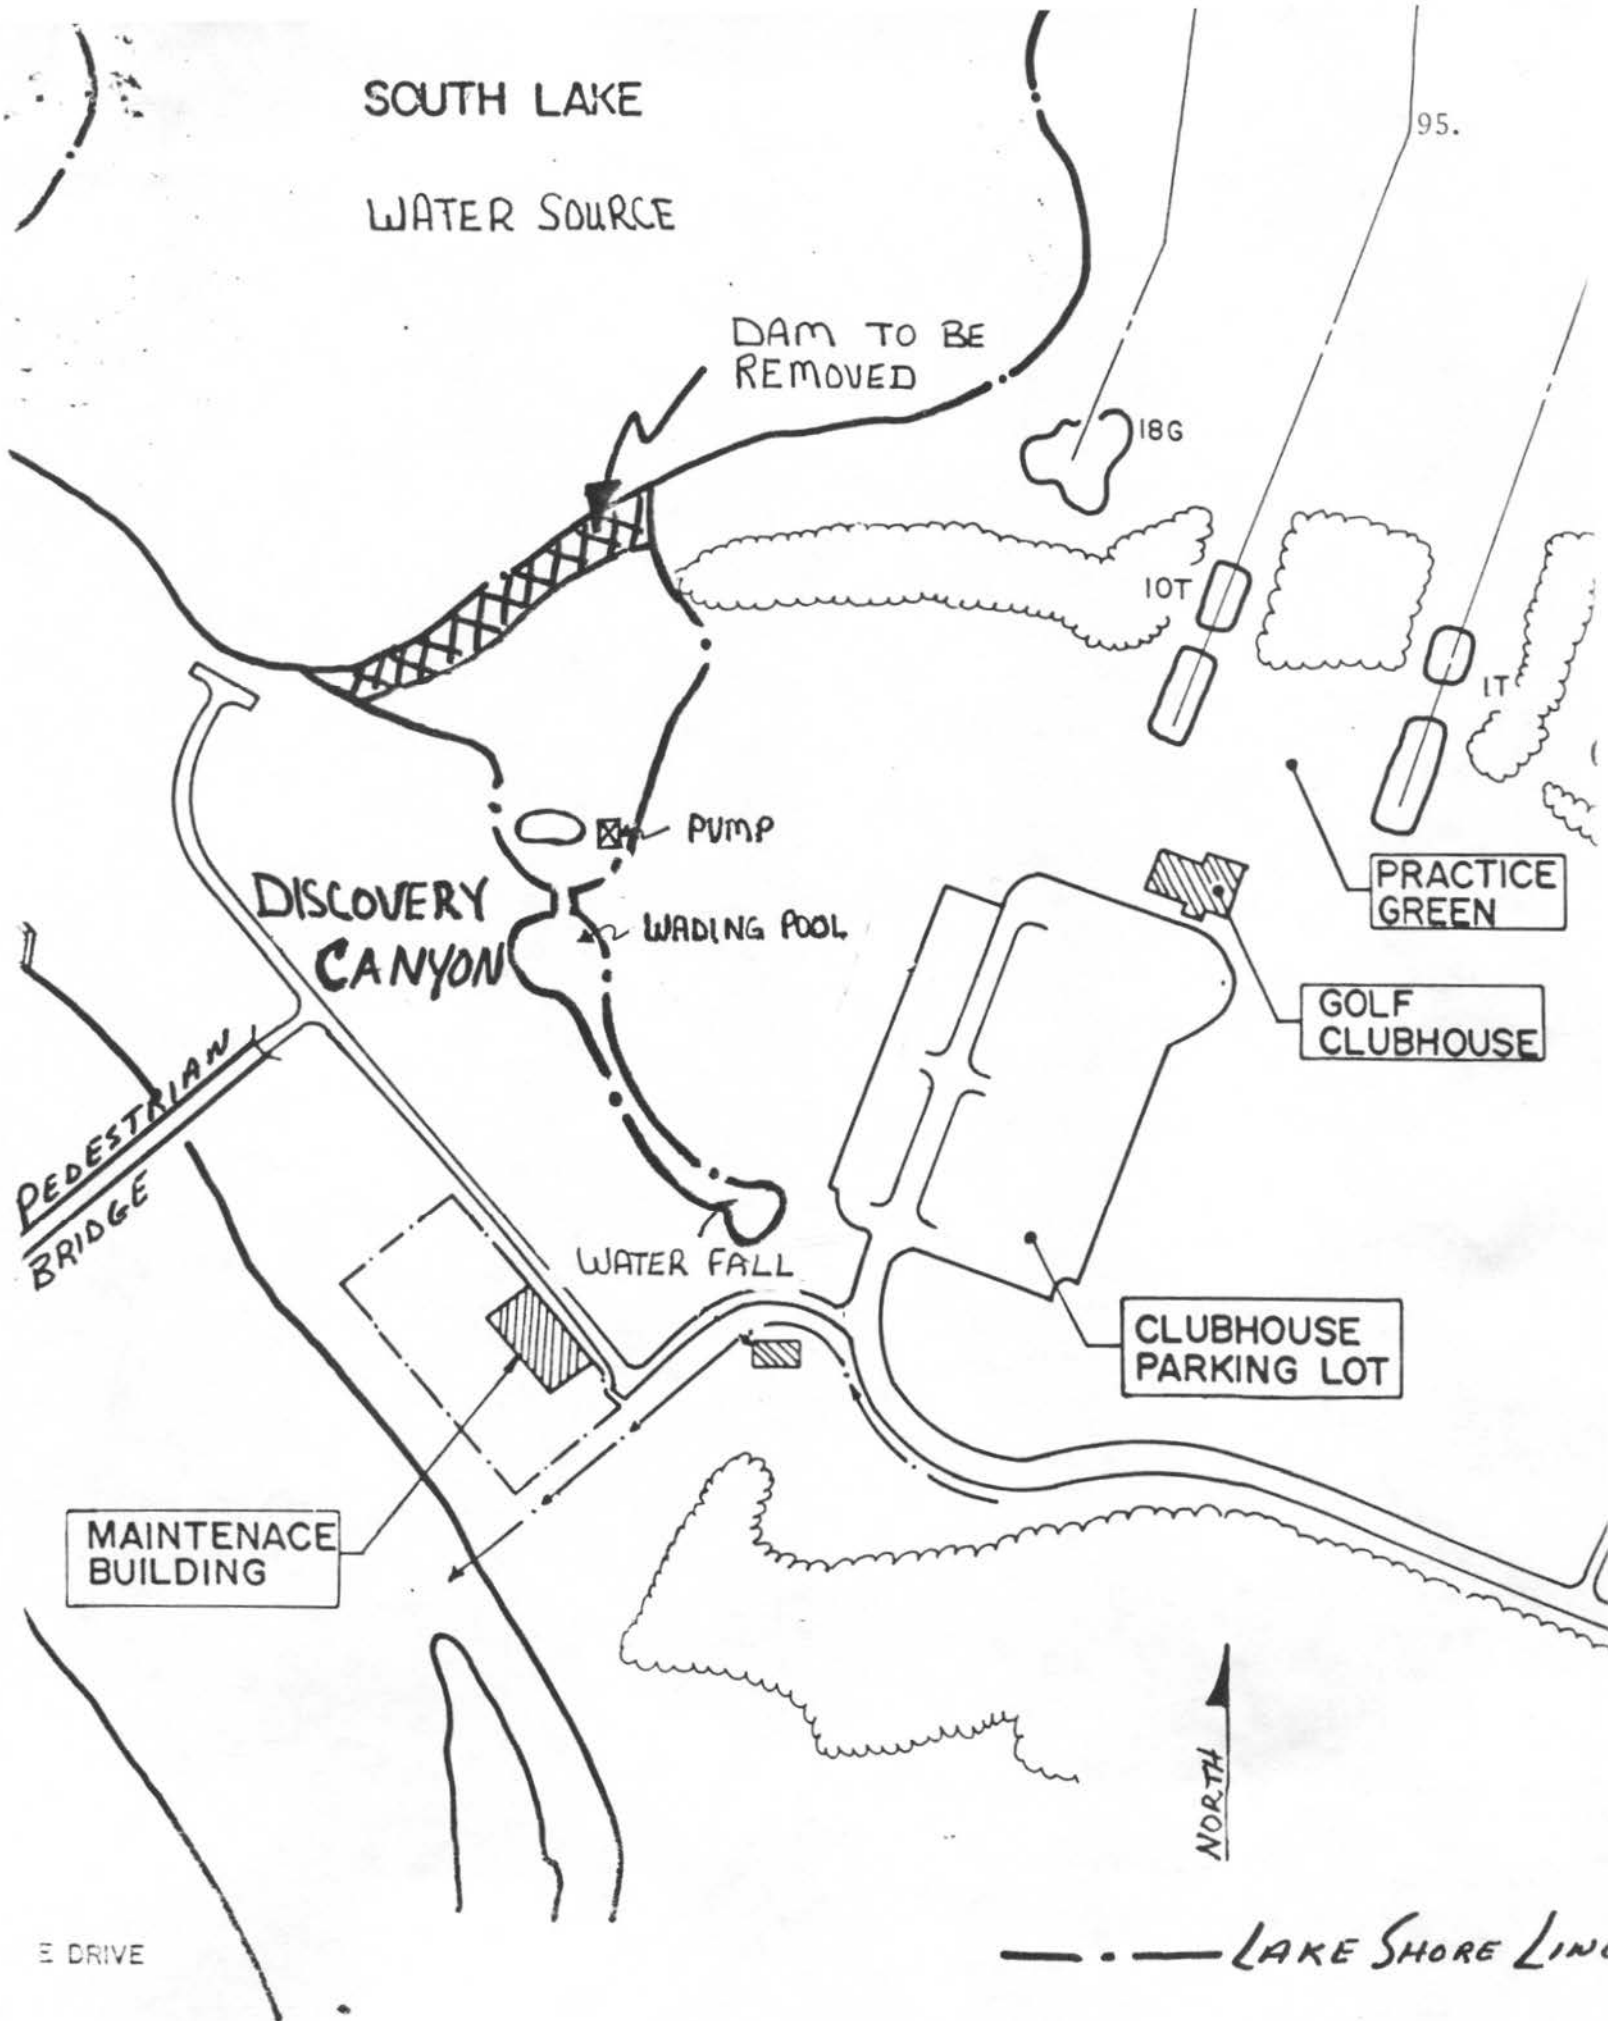 SOUTH LAKE
95.
WATER SOURCE
DAM TO BE
REMOVED
18G
10T
1T
PUMP
PRACTICE
GREEN
DISCOVERY
CANYON
WADING POOL
GOLF
CLUBHOUSE
PEDESTRIAN
BRIDGE
WATER FALL
CLUBHOUSE
PARKING LOT
MAINTENACE
BUILDING
NORTH
E DRIVE
LAKE SHORE LINE